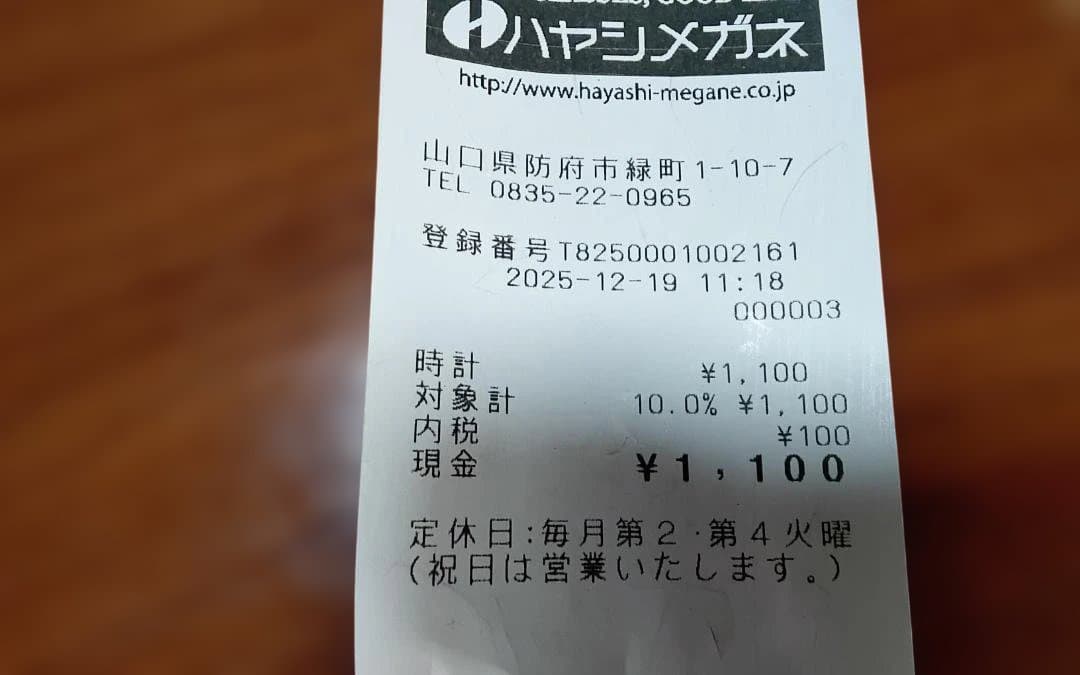 ハヤシメガネ
http://www.hayashi-megane.co.jp
山口県防府市緑町1-10-7
TEL 0835-22-0965
登録番号T8250001002161
2025-12-19 11:18
000003
時計 ¥1,100
対象計 10.0% ¥1,100
内税 ¥100
現金 ¥1,100
定休日:毎月第2·第4火曜
(祝日は営業いたします。)